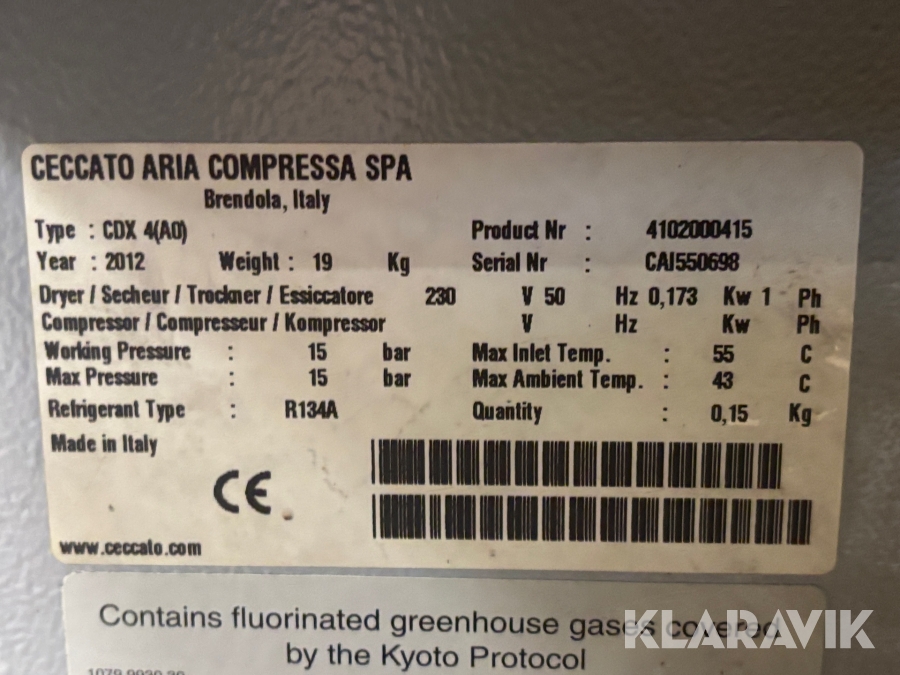 CECCATO ARIA COMPRESSA SPA
Brendola, Italy
Type : CDX 4(A0) Product Nr : 4102000415
Year : 2012 Weight : 19 Kg Serial Nr : CAI550698
Dryer / Secheur / Trockner / Essiccatore 230 V 50 Hz 0,173 Kw 1 Ph
Compressor / Compresseur / Kompressor V Hz Kw Ph
Working Pressure : 15 bar Max Inlet Temp. : 55 C
Max Pressure : 15 bar Max Ambient Temp. : 43 C
Refrigerant Type : R134A Quantity : 0,15 Kg
Made in Italy
CE
www.ceccato.com
Contains fluorinated greenhouse gases covered
by the Kyoto Protocol
KLARAVIK